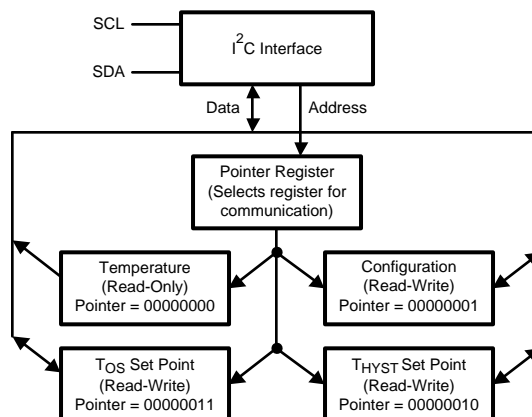 SCL
I2C Interface
SDA
Data
Address
Pointer Register
(Selects register for
communication)
Temperature
(Read-Only)
Pointer = 00000000
Configuration
(Read-Write)
Pointer = 00000001
TOS Set Point
(Read-Write)
Pointer = 00000011
THYST Set Point
(Read-Write)
Pointer = 00000010